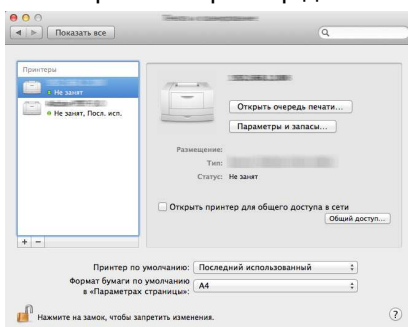 Показать все
Принтеры
Не занят
Не занят, Посл. исп.
Открыть очередь печати...
Параметры и запасы...
Размещение:
Тип:
Статус: Не занят
Открыть принтер для общего доступа в сети
Общий доступ...
+ −
Принтер по умолчанию: Последний использованный
Формат бумаги по умолчанию
в «Параметрах страницы»: A4
Нажмите на замок, чтобы запретить изменения.
?